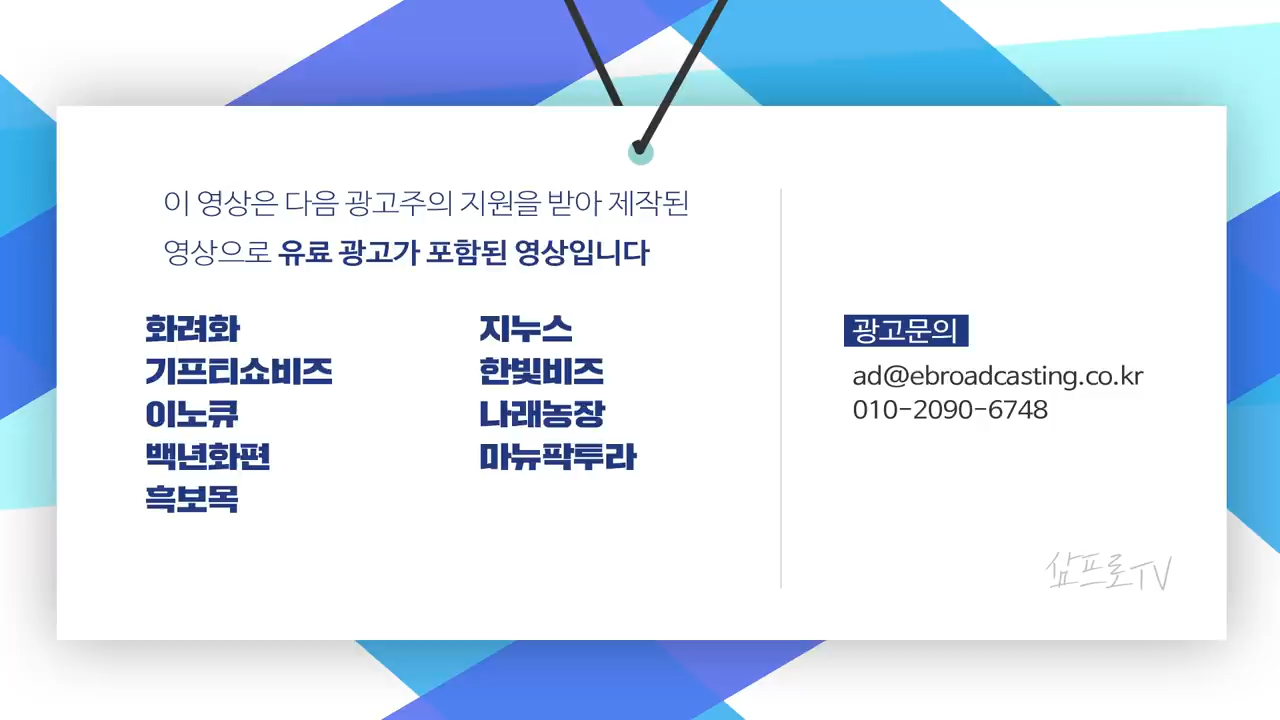 이 영상은 다음 광고주의 지원을 받아 제작된
영상으로 유료 광고가 포함된 영상입니다
화려화
기프티쇼비즈
이노큐
백년화편
흑보목
지누스
한빛비즈
나래농장
마뉴팍투라
광고문의
ad@ebroadcasting.co.kr
010-2090-6748
삼프로TV